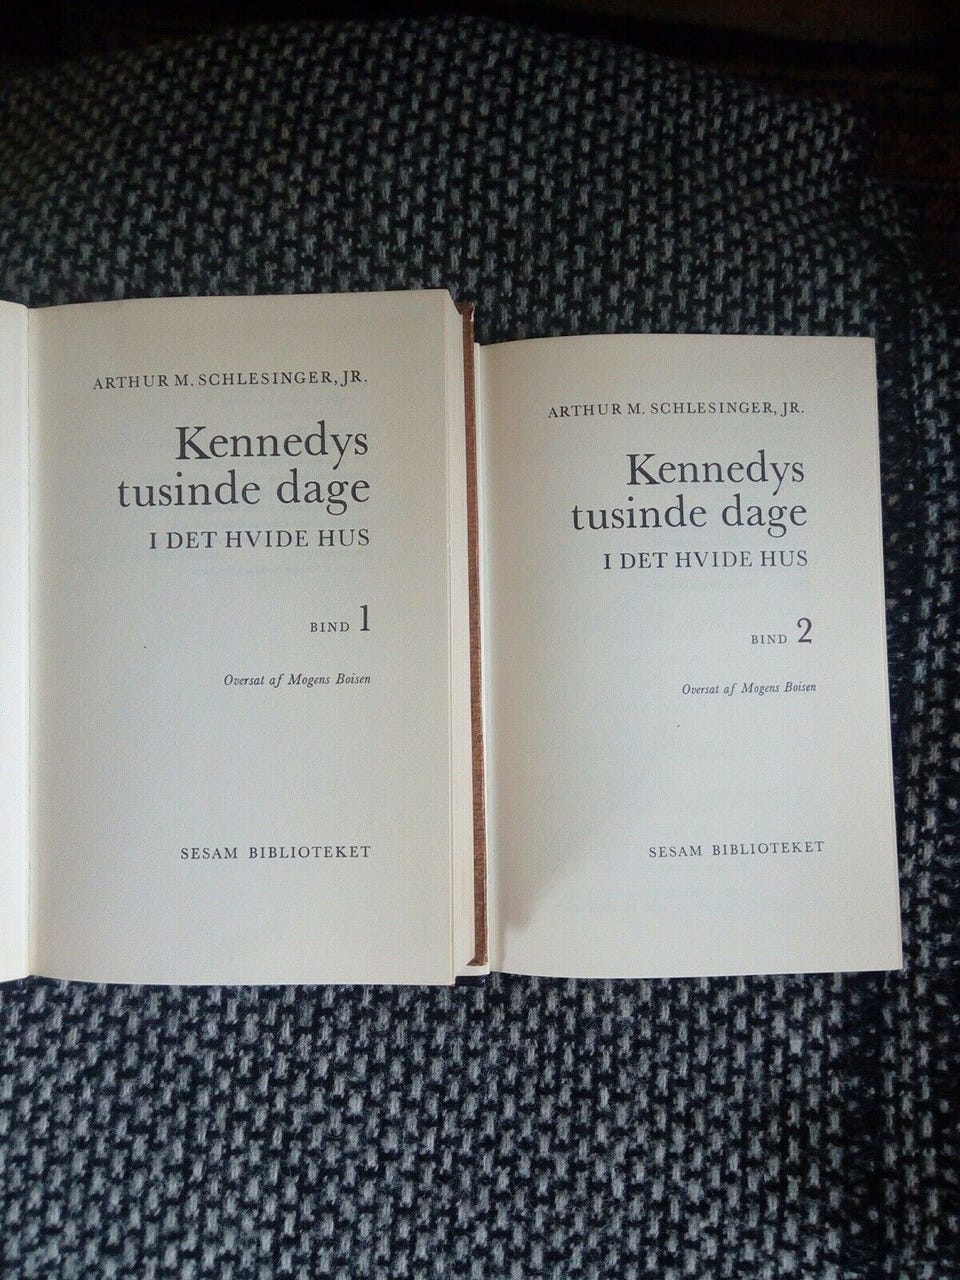 ARTHUR M. SCHLESINGER, JR.
Kennedys
tusinde dage
I DET HVIDE HUS
BIND 1
Oversat af Mogens Boisen
SESAM BIBLIOTEKET
ARTHUR M. SCHLESINGER, JR.
Kennedys
tusinde dage
I DET HVIDE HUS
BIND 2
Oversat af Mogens Boisen
SESAM BIBLIOTEKET